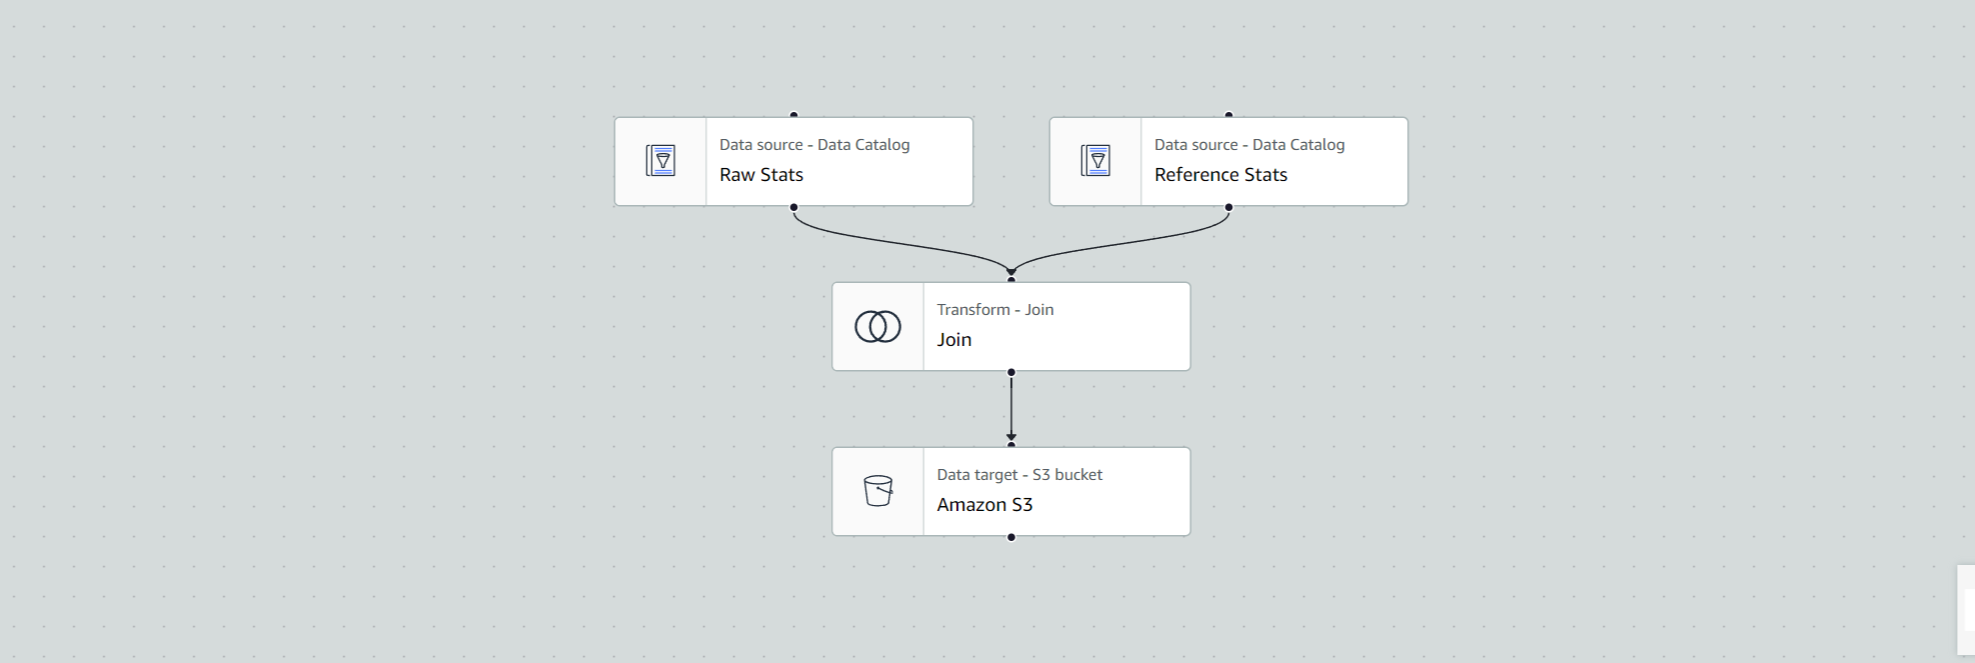 Data source - Data Catalog
Raw Stats
Data source - Data Catalog
Reference Stats
Transform - Join
Join
Data target - S3 bucket
Amazon S3